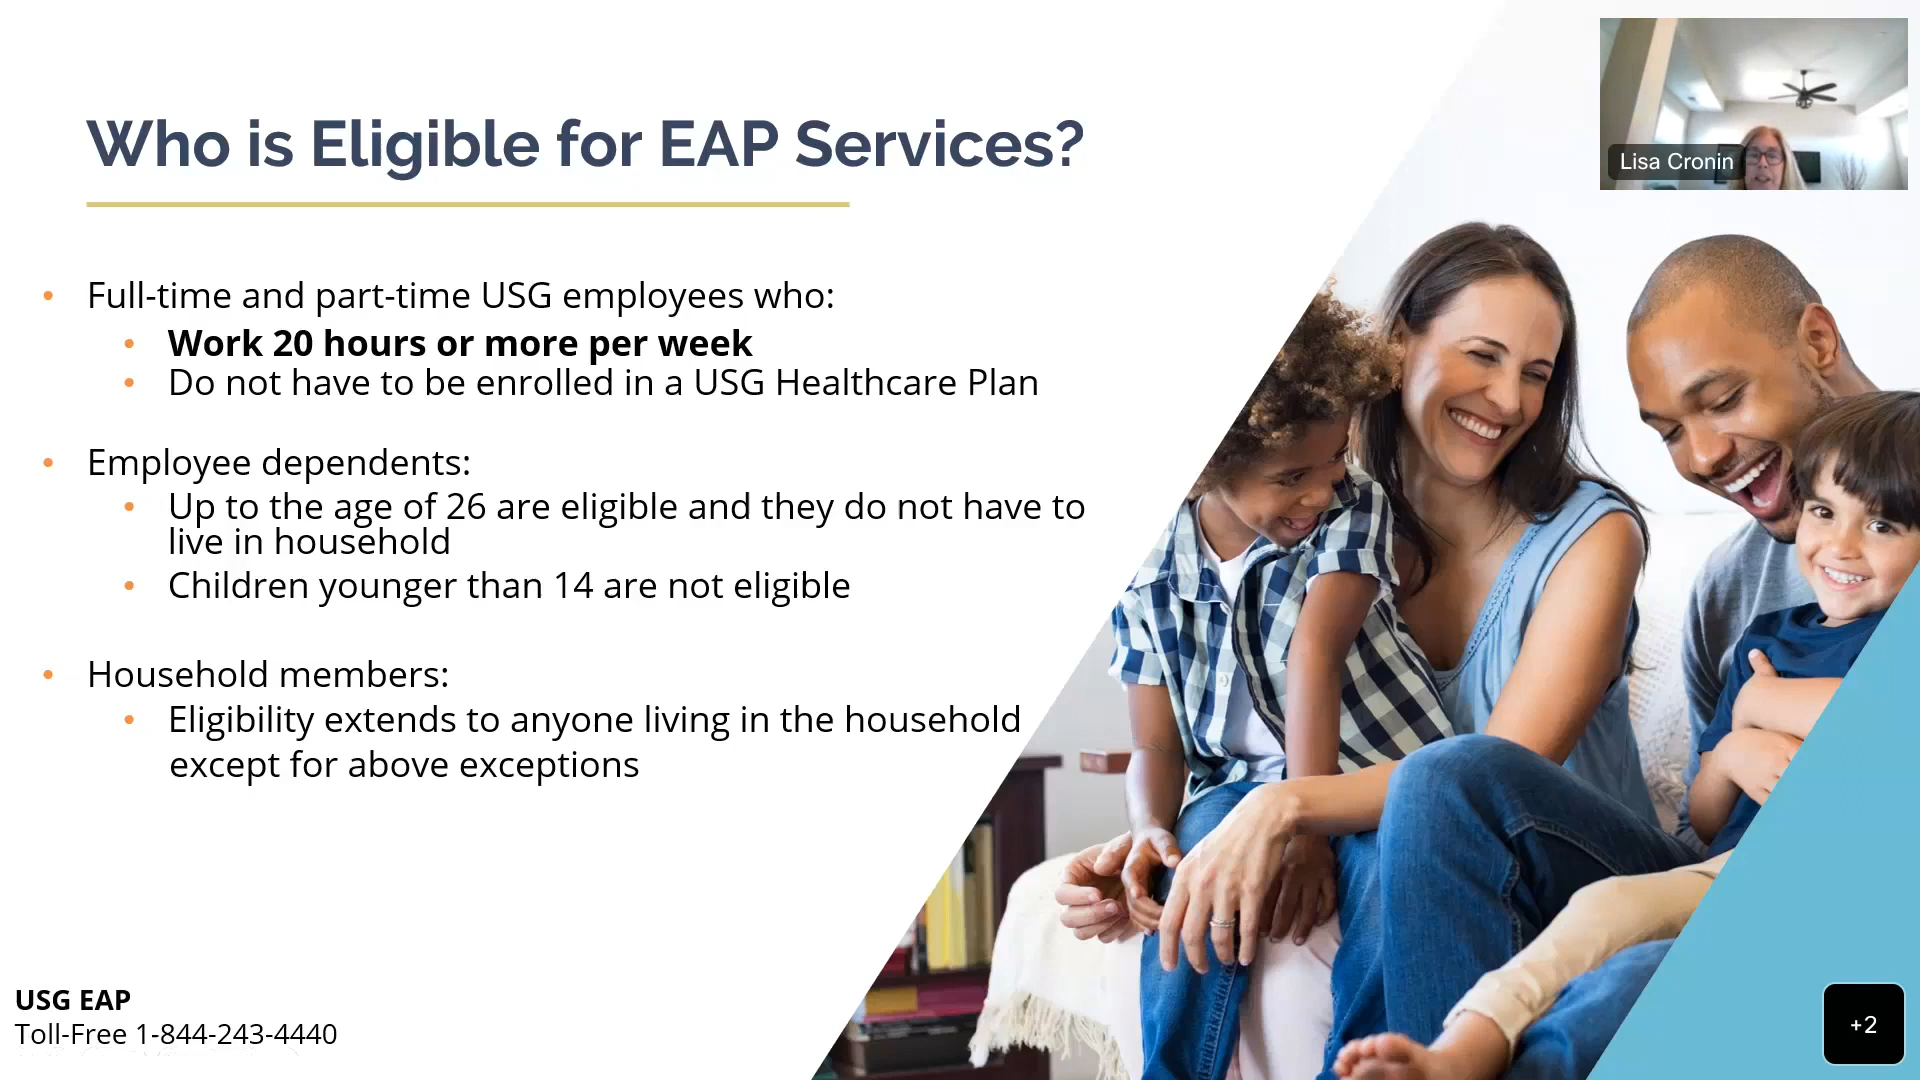 Who is Eligible for EAP Services?
Lisa Cronin
• Full-time and part-time USG employees who:
• Work 20 hours or more per week
• Do not have to be enrolled in a USG Healthcare Plan
• Employee dependents:
• Up to the age of 26 are eligible and they do not have to
live in household
• Children younger than 14 are not eligible
• Household members:
• Eligibility extends to anyone living in the household
except for above exceptions
USG EAP
Toll-Free 1-844-243-4440
+2